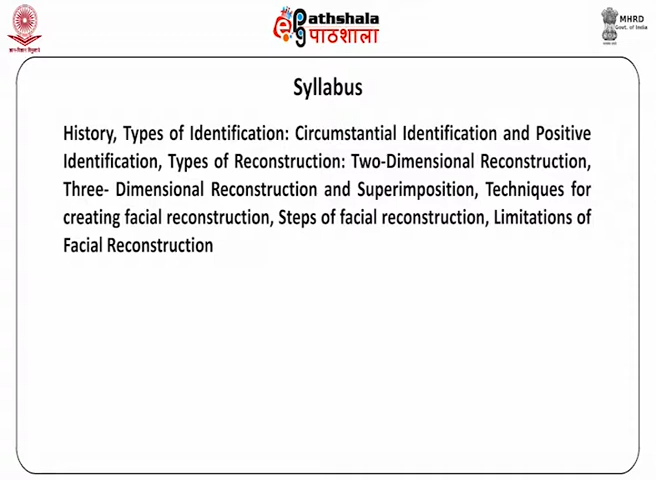 ePathshala
पाठशाला
MHRD
Govt. of India
Syllabus
History, Types of Identification: Circumstantial Identification and Positive
Identification, Types of Reconstruction: Two-Dimensional Reconstruction,
Three- Dimensional Reconstruction and Superimposition, Techniques for
creating facial reconstruction, Steps of facial reconstruction, Limitations of
Facial Reconstruction